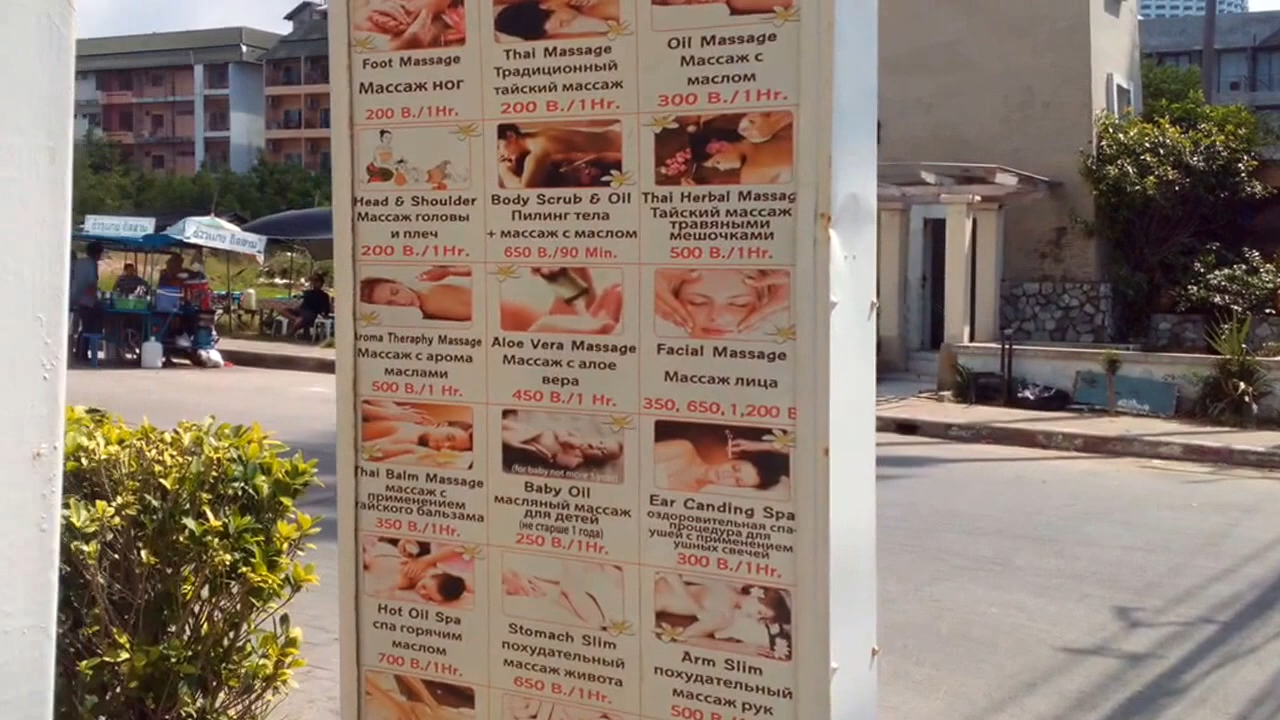 Foot Massage
Массаж ног
200 B./1Hr.
Thai Massage
Традиционный
тайский массаж
200 B./1Hr.
Oil Massage
Массаж с
маслом
300 B./1Hr.
Head & Shoulder
Массаж головы
и плеч
200 B./1Hr.
Body Scrub & Oil
Пилинг тела
+ массаж с маслом
650 B./90 Min.
Thai Herbal Massag
Тайский массаж
травяными
мешочками
500 B./1Hr.
roma Theraphy Massage
Массаж с арома
маслами
500 B./1 Hr.
Aloe Vera Massage
Массаж с алое
вера
450 B./1 Hr.
Facial Massage
Массаж лица
350, 650, 1,200 B
Thai Balm Massage
массаж с
применением
тайского бальзама
350 B./1Hr.
(for baby not more
Baby Oil
масляный массаж
для детей
(не старше 1 года)
250 B./1Hr.
Ear Canding Spa
оздоровительная спа-
процедура для
ушей с применением
ушных свечей
300 B./1Hr.
Hot Oil Spa
спа горячим
маслом
700 B./1Hr.
Stomach Slim
похудательный
массаж живота
650 B./1Hr.
Arm Slim
похудательный
массаж рук
500 B./1Hr.